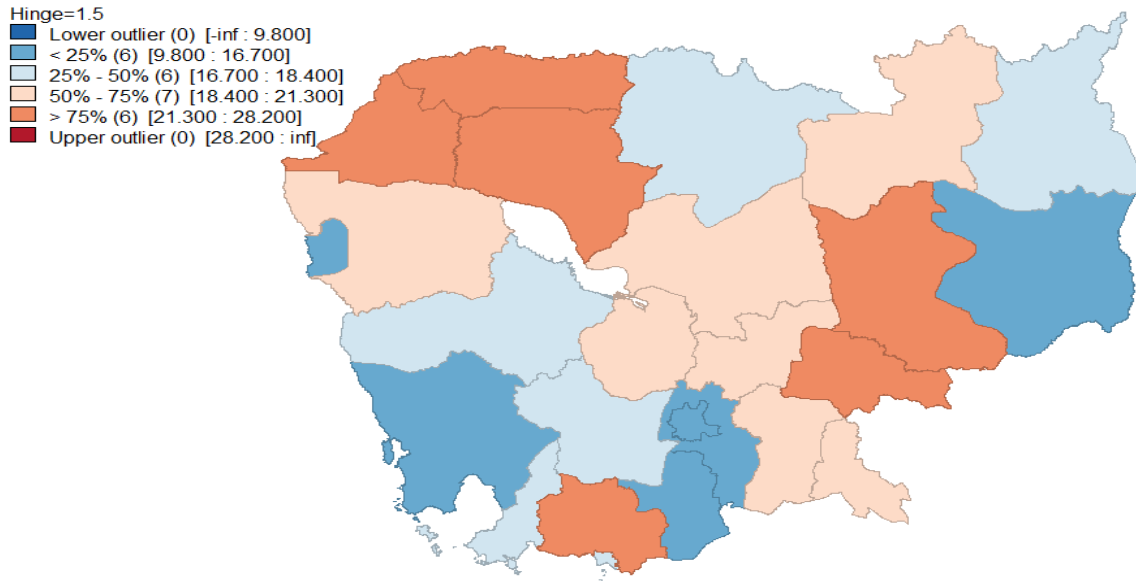 Hinge=1.5
Lower outlier (0) [-inf : 9.800]
< 25% (6) [9.800 : 16.700]
25% - 50% (6) [16.700 : 18.400]
50% - 75% (7) [18.400 : 21.300]
> 75% (6) [21.300 : 28.200]
Upper outlier (0) [28.200 : inf]